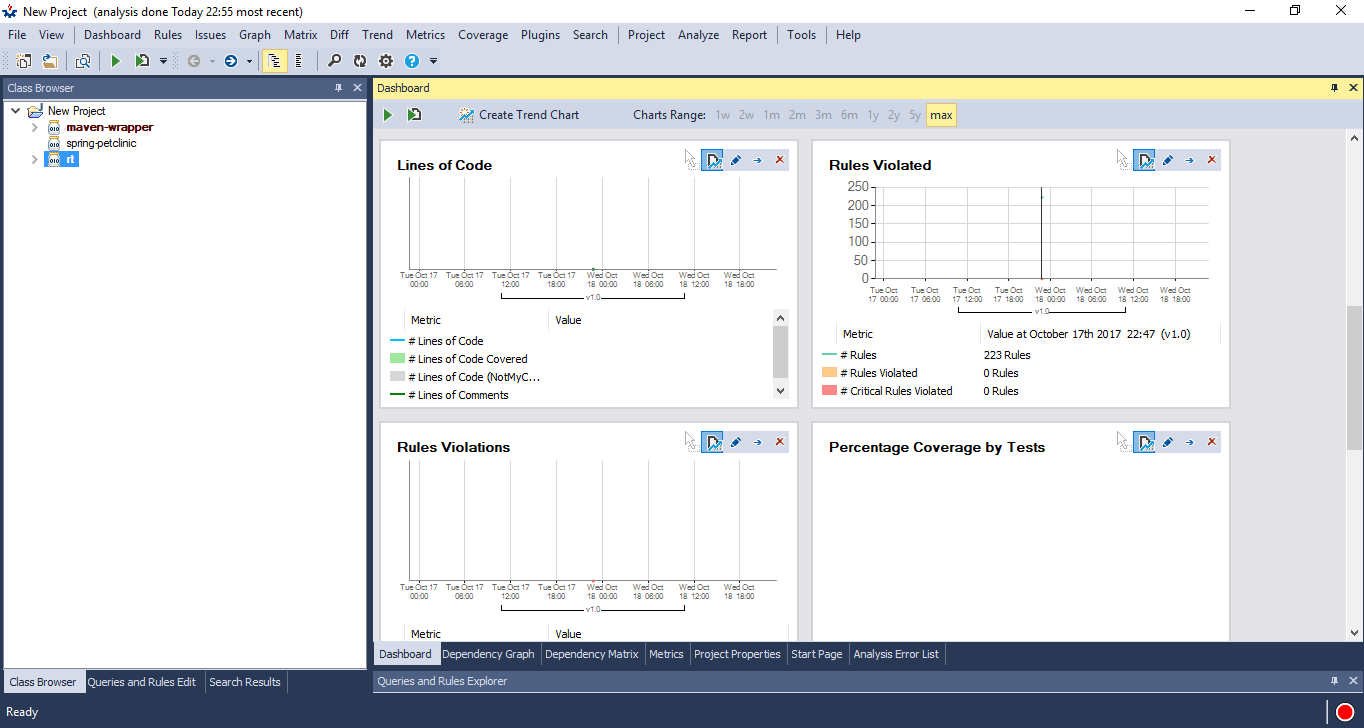 New Project (analysis done Today 22:55 most recent)
File View Dashboard Rules Issues Graph Matrix Diff Trend Metrics Coverage Plugins Search Project Analyze Report Tools Help
Class Browser
New Project
maven-wrapper
spring-petclinic
rt
Class Browser Queries and Rules Edit Search Results
Dashboard
Create Trend Chart Charts Range: 1w 2w 1m 2m 3m 6m 1y 2y 5y max
Lines of Code
Tue Oct 17 00:00 Tue Oct 17 06:00 Tue Oct 17 12:00 Tue Oct 17 18:00 Wed Oct 18 00:00 Wed Oct 18 06:00 Wed Oct 18 12:00 Wed Oct 18 18:00
v1.0
Metric Value
# Lines of Code
# Lines of Code Covered
# Lines of Code (NotMyC...
# Lines of Comments
Rules Violated
250
200
150
100
50
0
Tue Oct 17 00:00 Tue Oct 17 06:00 Tue Oct 17 12:00 Tue Oct 17 18:00 Wed Oct 18 00:00 Wed Oct 18 06:00 Wed Oct 18 12:00 Wed Oct 18 18:00
v1.0
Metric Value at October 17th 2017 22:47 (v1.0)
# Rules 223 Rules
# Rules Violated 0 Rules
# Critical Rules Violated 0 Rules
Rules Violations
Tue Oct 17 00:00 Tue Oct 17 06:00 Tue Oct 17 12:00 Tue Oct 17 18:00 Wed Oct 18 00:00 Wed Oct 18 06:00 Wed Oct 18 12:00 Wed Oct 18 18:00
v1.0
Metric Value
Percentage Coverage by Tests
Dashboard Dependency Graph Dependency Matrix Metrics Project Properties Start Page Analysis Error List
Queries and Rules Explorer
Ready